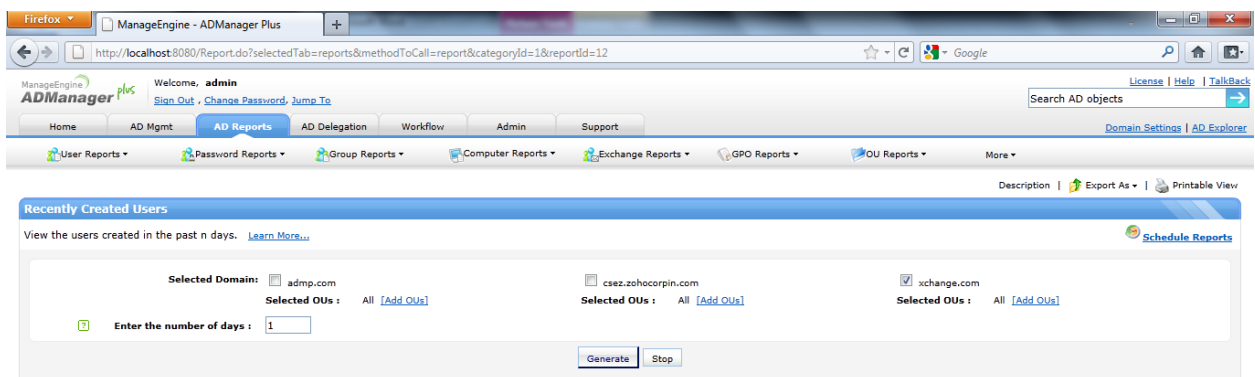 Firefox
ManageEngine - ADManager Plus
http://localhost:8080/Report.do?selectedTab=reports&methodToCall=report&categoryId=1&reportId=12
Google
ManageEngine
ADManager plus
Welcome, admin
License | Help | TalkBack
Sign Out , Change Password, Jump To
Search AD objects
Home AD Mgmt AD Reports AD Delegation Workflow Admin Support
Domain Settings | AD Explorer
User Reports Password Reports Group Reports Computer Reports Exchange Reports GPO Reports OU Reports More
Description | Export As | Printable View
Recently Created Users
View the users created in the past n days. Learn More...
Schedule Reports
Selected Domain: admp.com csez.zohocorpin.com xchange.com
Selected OUs : All [Add OUs] Selected OUs : All [Add OUs] Selected OUs : All [Add OUs]
? Enter the number of days : 1
Generate Stop